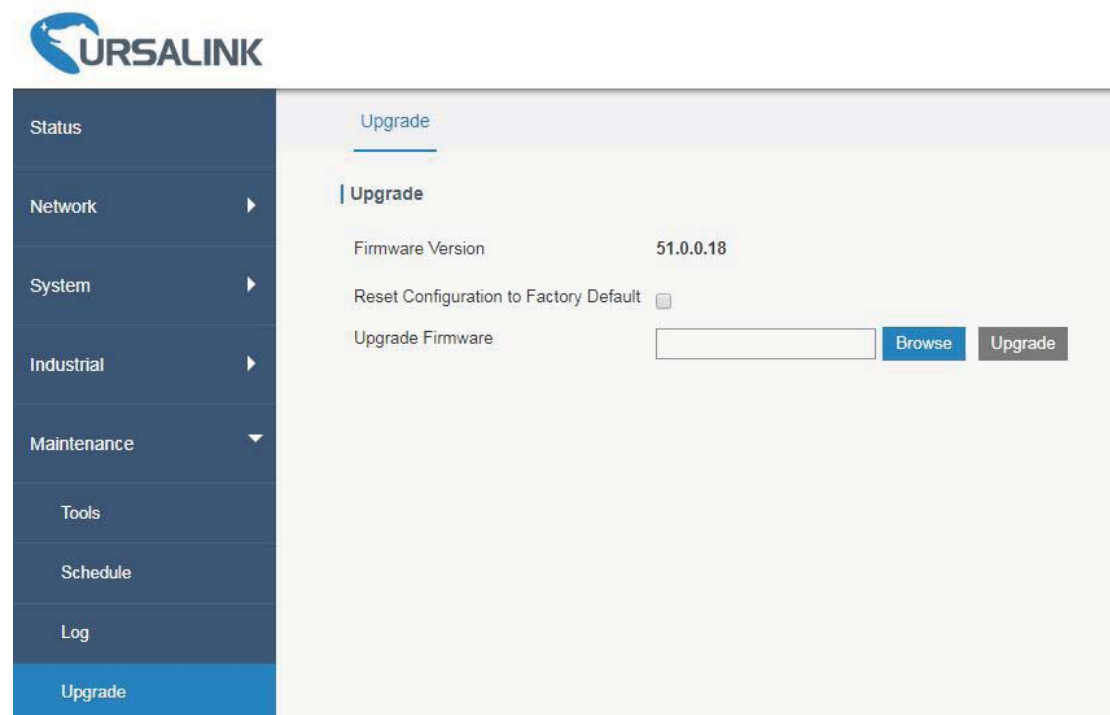 URSALINK
Status
Network
System
Industrial
Maintenance
Tools
Schedule
Log
Upgrade
Upgrade
Upgrade
Firmware Version 51.0.0.18
Reset Configuration to Factory Default
Upgrade Firmware Browse Upgrade